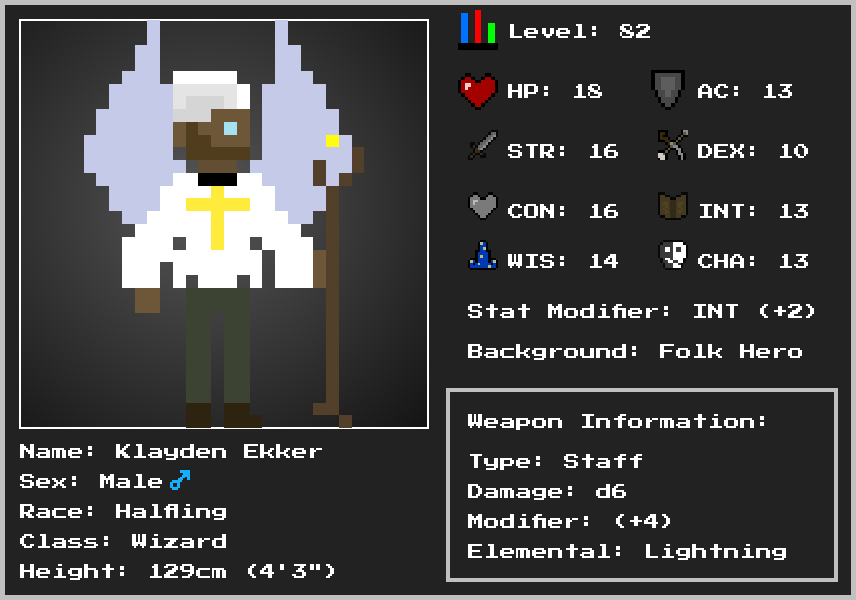 Level: 82
HP: 18
AC: 13
STR: 16
DEX: 10
CON: 16
INT: 13
WIS: 14
CHA: 13
Stat Modifier: INT (+2)
Background: Folk Hero
Weapon Information:
Type: Staff
Damage: d6
Modifier: (+4)
Elemental: Lightning
Name: Klayden Ekker
Sex: Male♂
Race: Halfling
Class: Wizard
Height: 129cm (4'3")